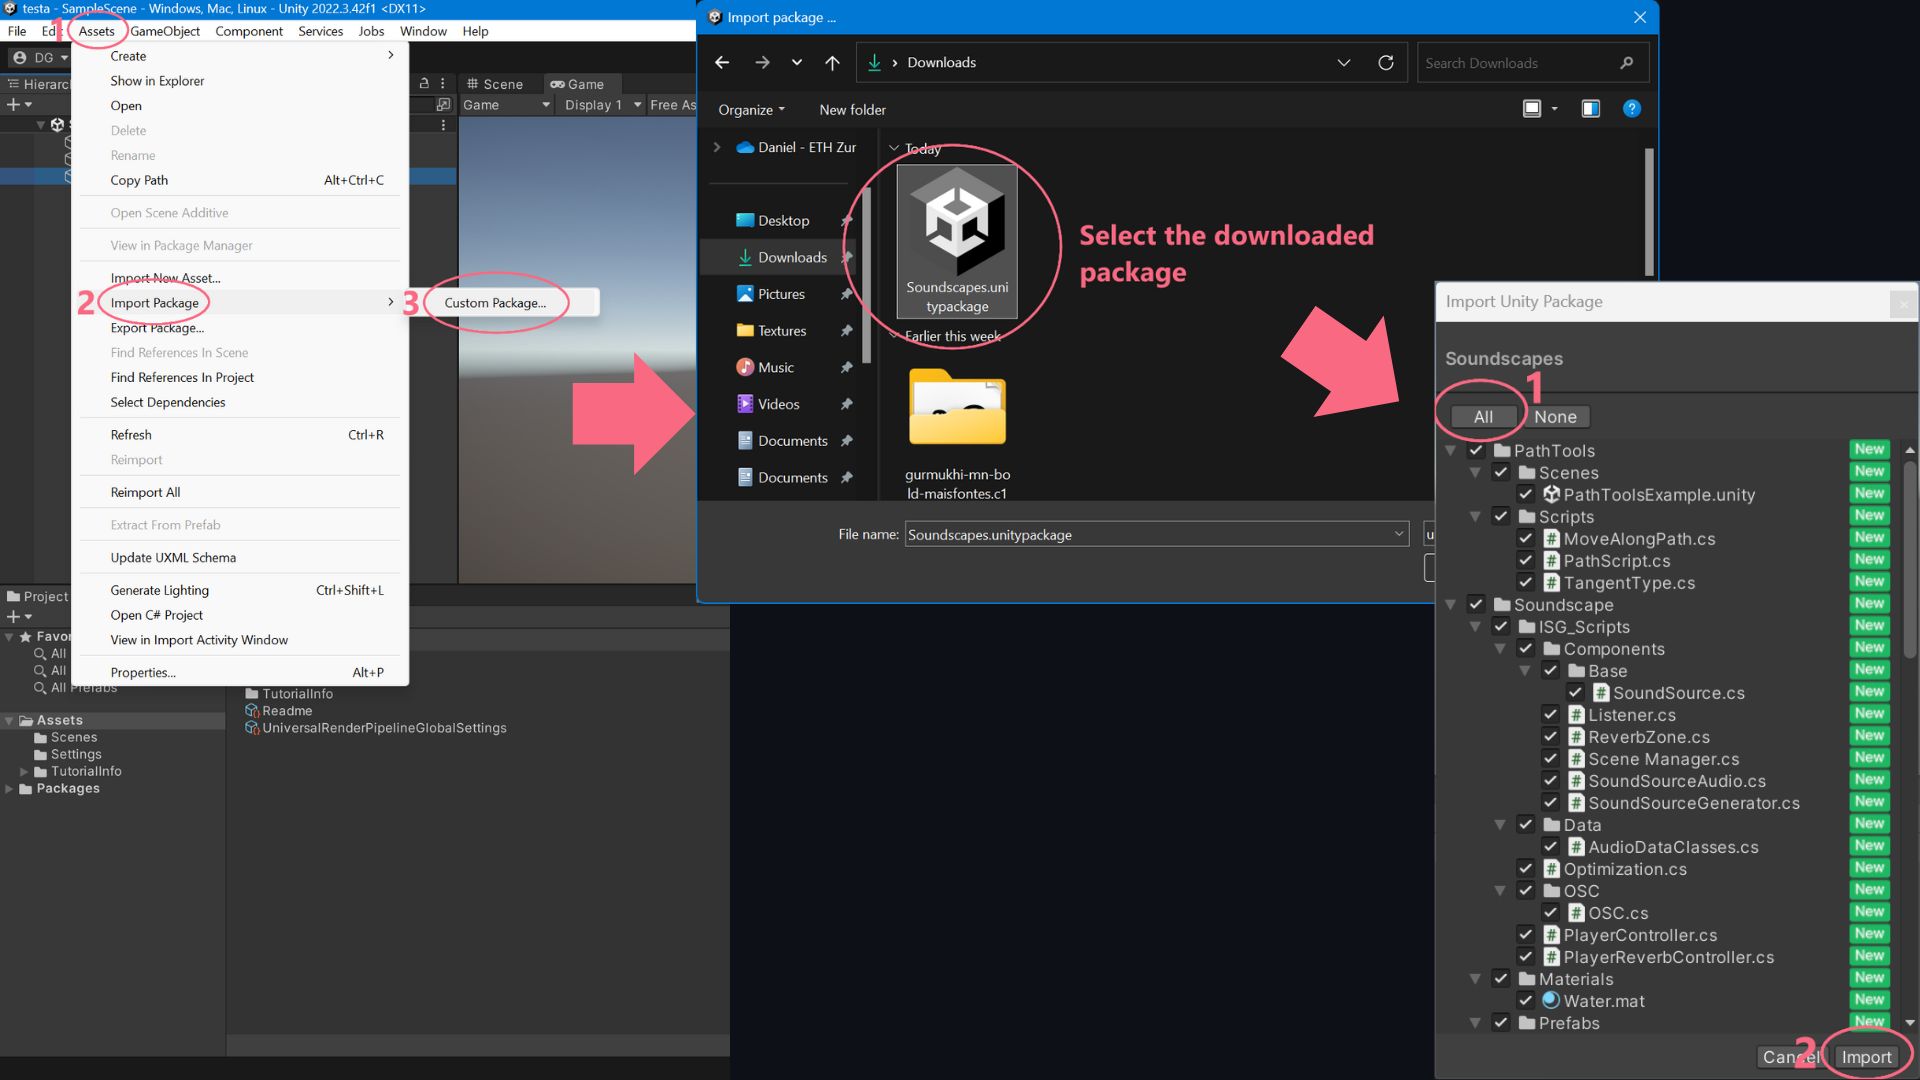 testa - SampleScene - Windows, Mac, Linux - Unity 2022.3.42f1 <DX11>
File Edit Assets GameObject Component Services Jobs Window Help
1
DG
Hierarc
Scene Game
Game Display 1 Free As
Create
Show in Explorer
Open
Delete
Rename
Copy Path Alt+Ctrl+C
Open Scene Additive
View in Package Manager
Import New Asset...
2 Import Package
3 Custom Package...
Export Package...
Find References In Scene
Find References In Project
Select Dependencies
Refresh Ctrl+R
Reimport
Reimport All
Extract From Prefab
Update UXML Schema
Generate Lighting Ctrl+Shift+L
Open C# Project
View in Import Activity Window
Properties... Alt+P
Project
Favor
All
All
All Prefabs
Assets
Scenes
Settings
TutorialInfo
Packages
TutorialInfo
Readme
UniversalRenderPipelineGlobalSettings
Import package ...
Downloads
Search Downloads
Organize New folder
Daniel - ETH Zur
Desktop
Downloads
Pictures
Textures
Music
Videos
Documents
Documents
Today
Soundscapes.uni
typackage
Earlier this week
gurmukhi-mn-bo
ld-maisfontes.c1
Select the downloaded
package
File name: Soundscapes.unitypackage
u
Import Unity Package
Soundscapes
1
All None
PathTools New
Scenes New
PathToolsExample.unity New
Scripts New
MoveAlongPath.cs New
PathScript.cs New
TangentType.cs New
Soundscape New
ISG_Scripts New
Components New
Base New
SoundSource.cs New
Listener.cs New
ReverbZone.cs New
Scene Manager.cs New
SoundSourceAudio.cs New
SoundSourceGenerator.cs New
Data New
AudioDataClasses.cs New
Optimization.cs New
OSC New
OSC.cs New
PlayerController.cs New
PlayerReverbController.cs New
Materials New
Water.mat New
Prefabs New
Cancel 2 Import